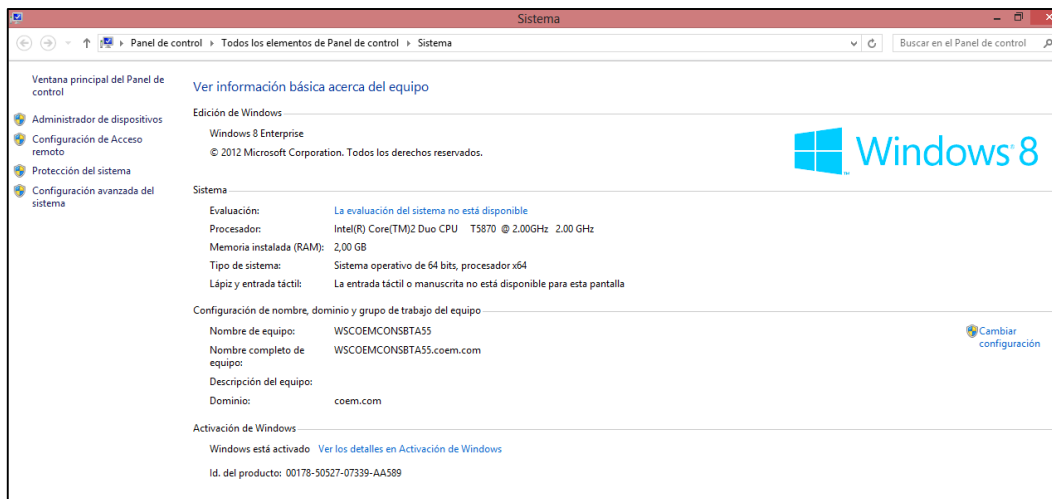 Sistema
Panel de control ▸ Todos los elementos de Panel de control ▸ Sistema
Buscar en el Panel de control
Ventana principal del Panel de
control
Administrador de dispositivos
Configuración de Acceso
remoto
Protección del sistema
Configuración avanzada del
sistema
Ver información básica acerca del equipo
Edición de Windows
Windows 8 Enterprise
© 2012 Microsoft Corporation. Todos los derechos reservados.
Windows 8
Sistema
Evaluación: La evaluación del sistema no está disponible
Procesador: Intel(R) Core(TM)2 Duo CPU T5870 @ 2.00GHz 2.00 GHz
Memoria instalada (RAM): 2,00 GB
Tipo de sistema: Sistema operativo de 64 bits, procesador x64
Lápiz y entrada táctil: La entrada táctil o manuscrita no está disponible para esta pantalla
Configuración de nombre, dominio y grupo de trabajo del equipo
Nombre de equipo: WSCOEMCONSBTA55
Cambiar
configuración
Nombre completo de
equipo:
WSCOEMCONSBTA55.coem.com
Descripción del equipo:
Dominio: coem.com
Activación de Windows
Windows está activado Ver los detalles en Activación de Windows
Id. del producto: 00178-50527-07339-AA589